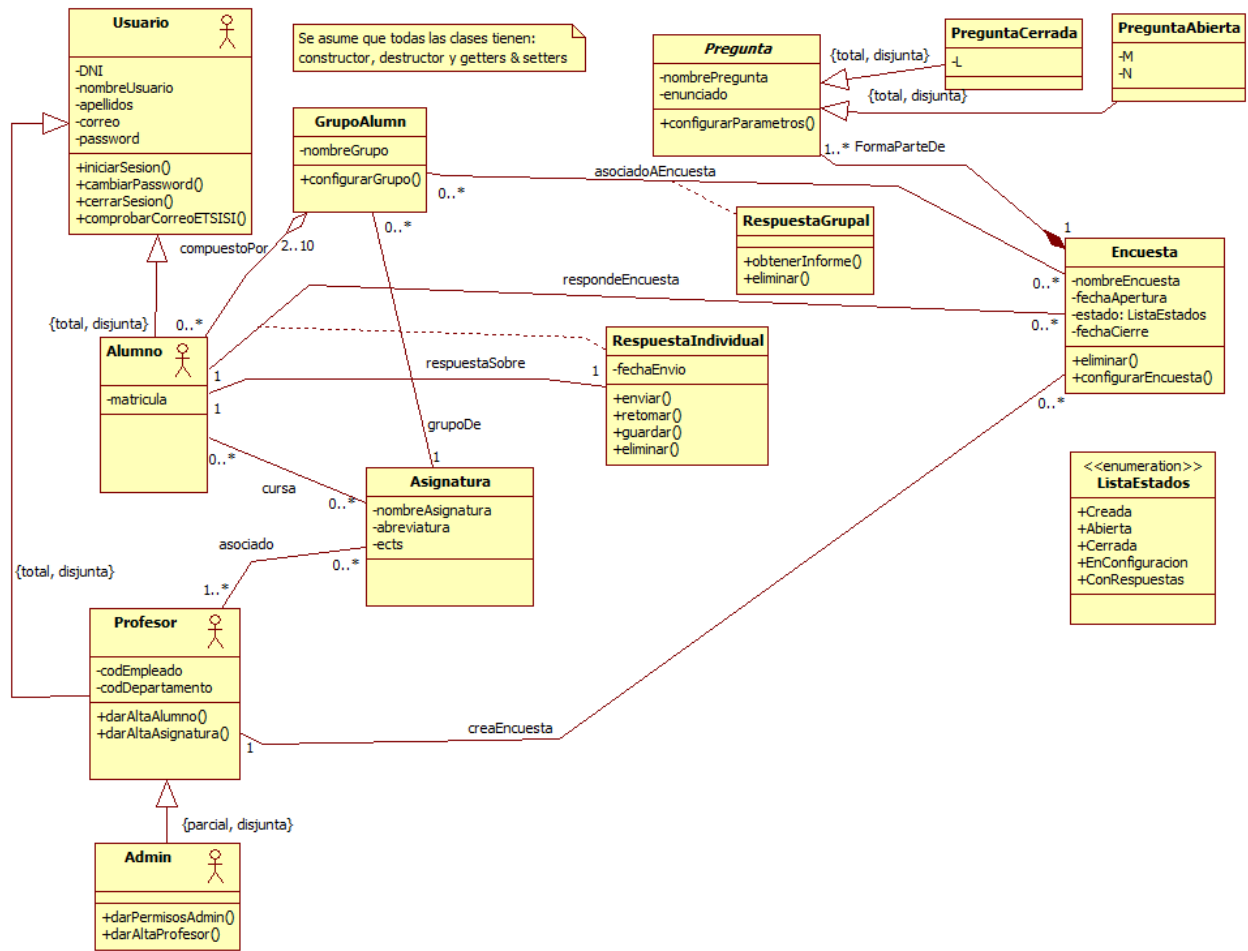 Usuario
-DNI
-nombreUsuario
-apellidos
-correo
-password
+iniciarSesion()
+cambiarPassword()
+cerrarSesion()
+comprobarCorreoETSISI()
Se asume que todas las clases tienen:
constructor, destructor y getters & setters
Pregunta
-nombrePregunta
-enunciado
+configurarParametros()
{total, disjunta}
PreguntaCerrada
-L
{total, disjunta}
PreguntaAbierta
-M
-N
GrupoAlumn
-nombreGrupo
+configurarGrupo()
1..*
FormaParteDe
1
asociadoAEncuesta
0..*
0..*
RespuestaGrupal
+obtenerInforme()
+eliminar()
compuestoPor
2..10
0..*
0..*
Encuesta
-nombreEncuesta
-fechaApertura
-estado: ListaEstados
-fechaCierre
+eliminar()
+configurarEncuesta()
respondeEncuesta
1
0..*
{total, disjunta}
Alumno
-matricula
RespuestaIndividual
-fechaEnvio
+enviar()
+retomar()
+guardar()
+eliminar()
respuestaSobre
1
1
grupoDe
1
0..*
cursa
0..*
Asignatura
-nombreAsignatura
-abreviatura
-ects
<<enumeration>>
ListaEstados
+Creada
+Abierta
+Cerrada
+EnConfiguracion
+ConRespuestas
asociado
0..*
1..*
{total, disjunta}
Profesor
-codEmpleado
-codDepartamento
+darAltaAlumno()
+darAltaAsignatura()
creaEncuesta
1
0..*
{parcial, disjunta}
Admin
+darPermisosAdmin()
+darAltaProfesor()